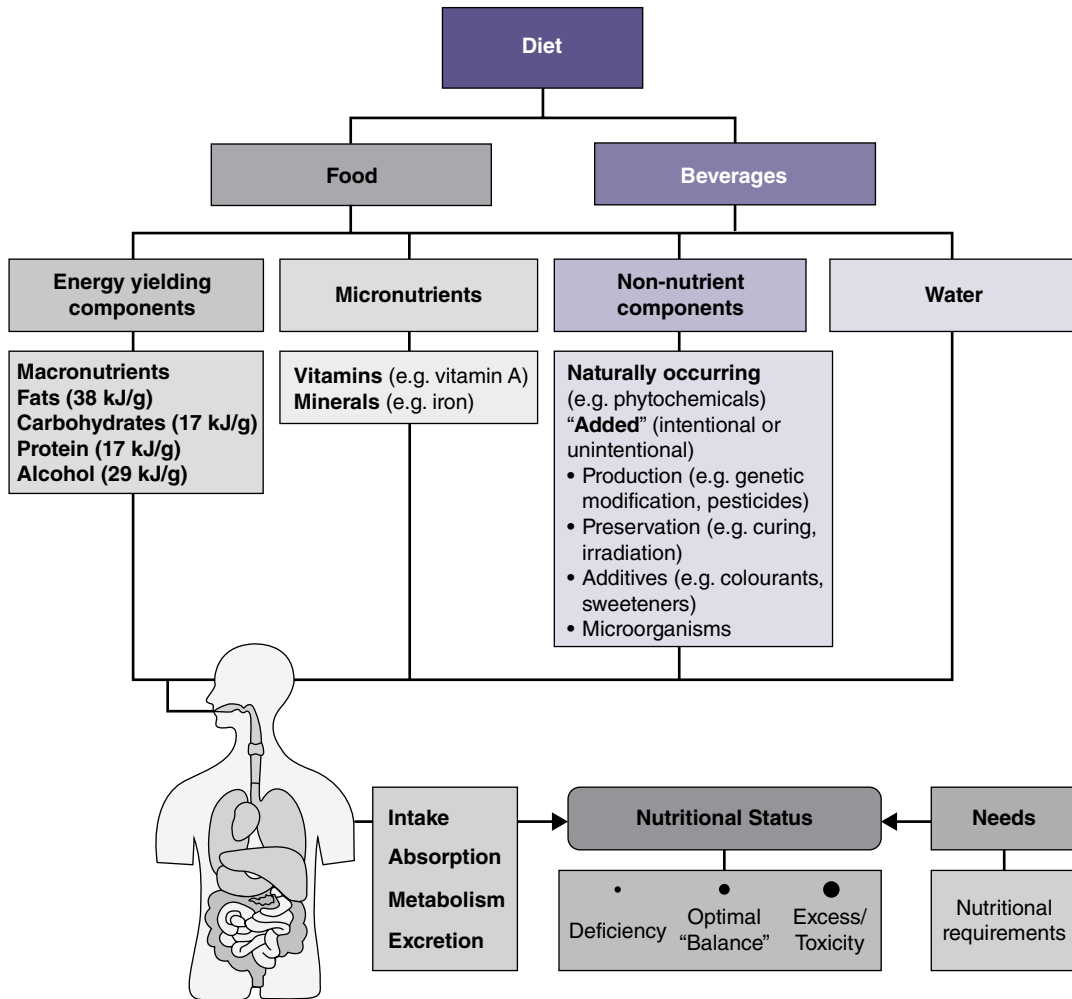 Diet
Food
Beverages
Energy yielding
components
Micronutrients
Non-nutrient
components
Water
Macronutrients
Fats (38 kJ/g)
Carbohydrates (17 kJ/g)
Protein (17 kJ/g)
Alcohol (29 kJ/g)
Vitamins (e.g. vitamin A)
Minerals (e.g. iron)
Naturally occurring
(e.g. phytochemicals)
“Added” (intentional or
unintentional)
• Production (e.g. genetic
modification, pesticides)
• Preservation (e.g. curing,
irradiation)
• Additives (e.g. colourants,
sweeteners)
• Microorganisms
Intake
Absorption
Metabolism
Excretion
Nutritional Status
Needs
Deficiency
Optimal
“Balance”
Excess/
Toxicity
Nutritional
requirements